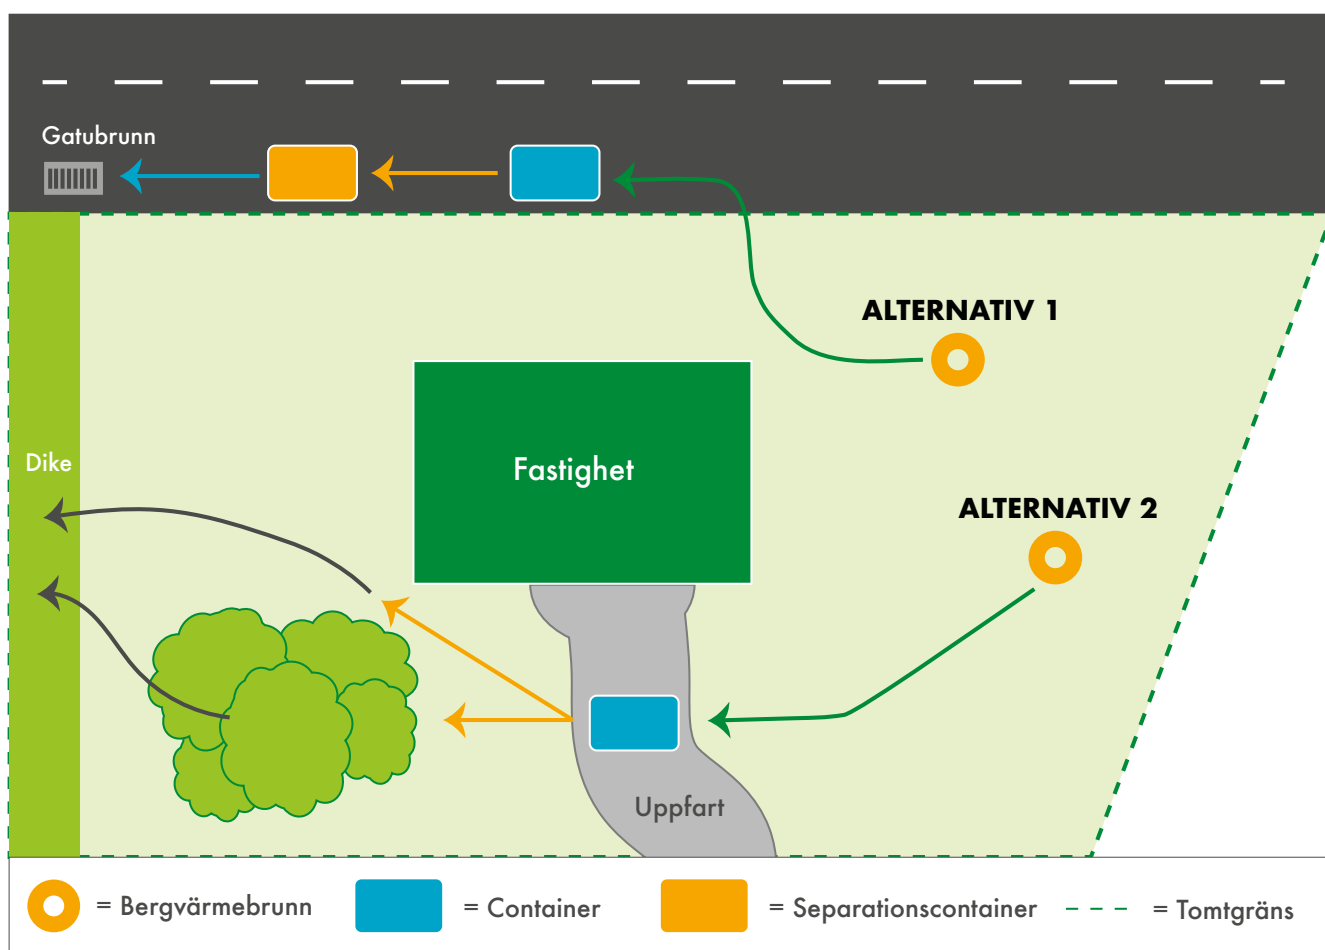 Gatubrunn
ALTERNATIV 1
Dike
Fastighet
ALTERNATIV 2
Uppfart
= Bergvärmebrunn
= Container
= Separationscontainer
= Tomtgräns